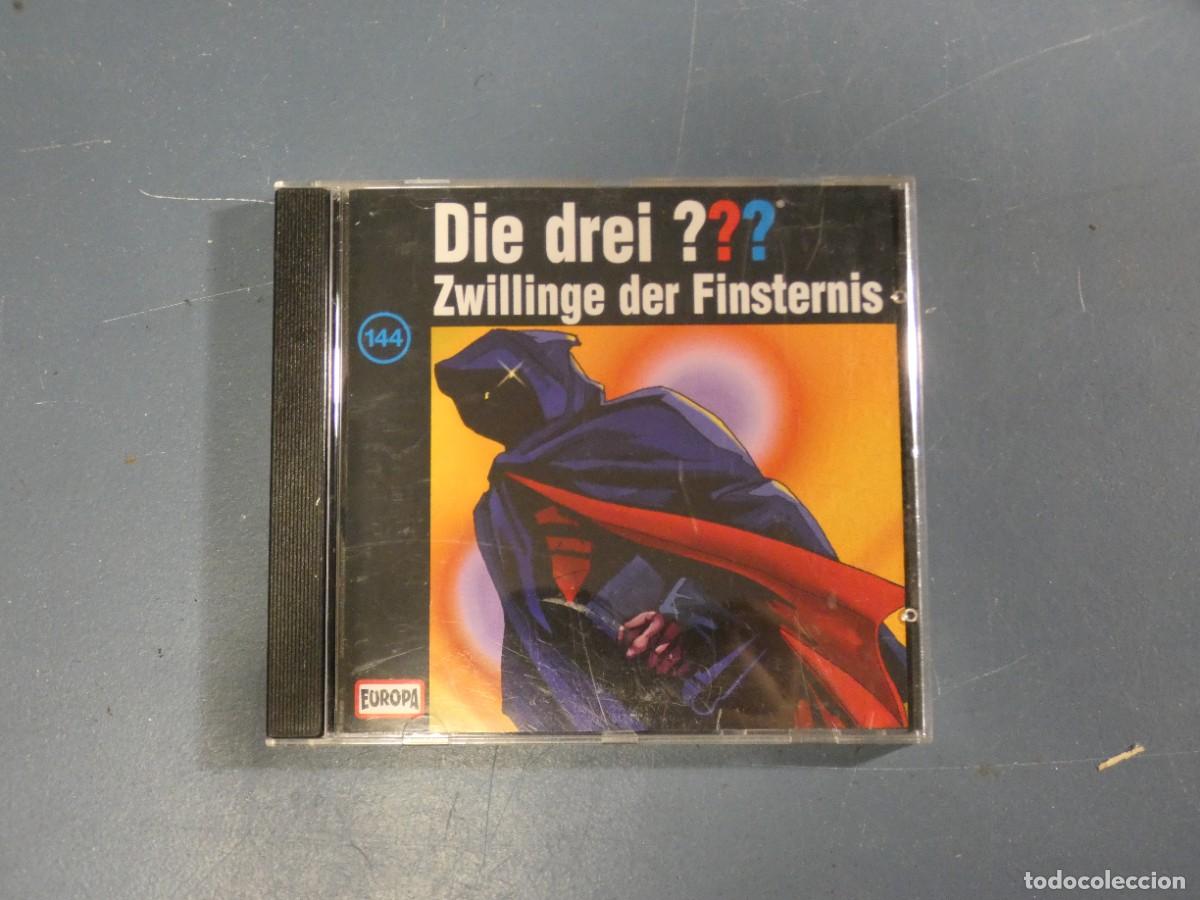 Die drei ???
Zwillinge der Finsternis
144
EUROPA
todocoleccion